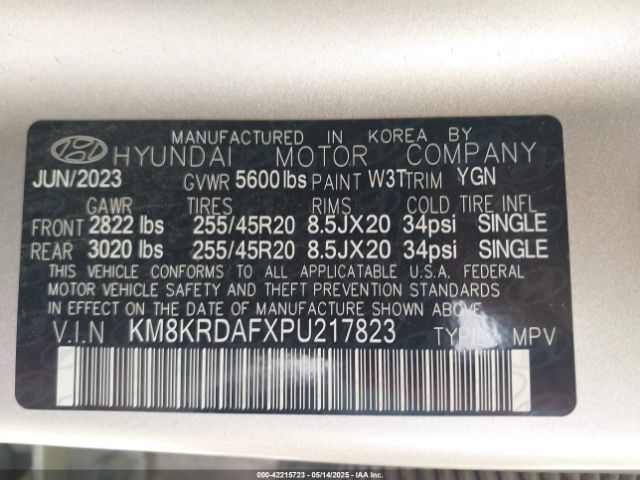 MANUFACTURED IN KOREA BY
HYUNDAI MOTOR COMPANY
JUN/2023 GVWR 5600lbs PAINT W3T TRIM YGN
GAWR TIRES RIMS COLD TIRE INFL
FRONT 2822 lbs 255/45R20 8.5JX20 34psi SINGLE
REAR 3020 lbs 255/45R20 8.5JX20 34psi SINGLE
THIS VEHICLE CONFORMS TO ALL APPLICABLE U.S.A. FEDERAL
MOTOR VEHICLE SAFETY AND THEFT PREVENTION STANDARDS
IN EFFECT ON THE DATE OF MANUFACTURE SHOWN ABOVE.
V.I.N KM8KRDAFXPU217823 TYPE MPV
000-42215723 - 05/14/2025 - IAA Inc.